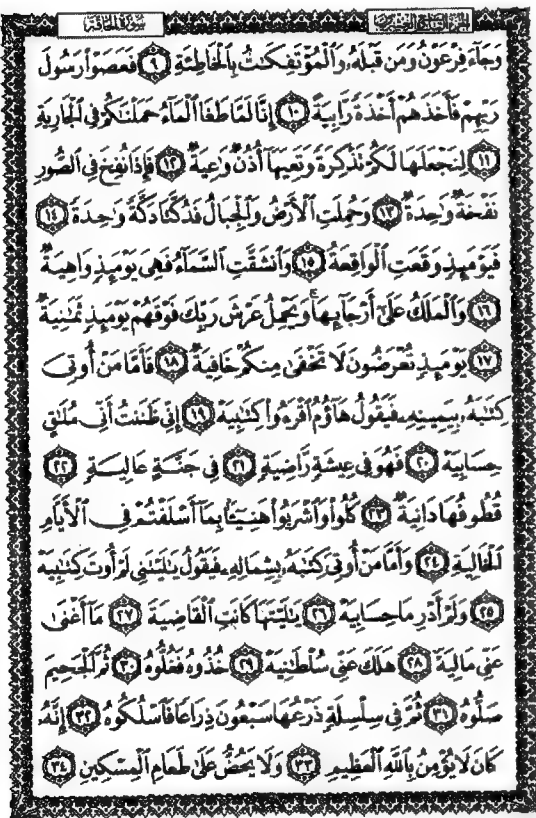 الجزء التاسع والعشرون
سورة الحاقة
وَجَآءَ فِرْعَوْنُ وَمَن قَبْلَهُۥ وَٱلْمُؤْتَفِكَٰتُ بِٱلْخَاطِئَةِ ٩ فَعَصَوْا۟ رَسُولَ
رَبِّهِمْ فَأَخَذَهُمْ أَخْذَةً رَّابِيَةً ١٠ إِنَّا لَمَّا طَغَا ٱلْمَآءُ حَمَلْنَٰكُمْ فِى ٱلْجَارِيَةِ
١١ لِنَجْعَلَهَا لَكُمْ تَذْكِرَةً وَتَعِيَهَآ أُذُنٌ وَٰعِيَةٌ ١٢ فَإِذَا نُفِخَ فِى ٱلصُّورِ
نَفْخَةٌ وَٰحِدَةٌ ١٣ وَحُمِلَتِ ٱلْأَرْضُ وَٱلْجِبَالُ فَدُكَّتَا دَكَّةً وَٰحِدَةً ١٤
فَيَوْمَئِذٍ وَقَعَتِ ٱلْوَاقِعَةُ ١٥ وَٱنشَقَّتِ ٱلسَّمَآءُ فَهِىَ يَوْمَئِذٍ وَاهِيَةٌ
١٦ وَٱلْمَلَكُ عَلَىٰٓ أَرْجَآئِهَا ۚ وَيَحْمِلُ عَرْشَ رَبِّكَ فَوْقَهُمْ يَوْمَئِذٍ ثَمَٰنِيَةٌ
١٧ يَوْمَئِذٍ تُعْرَضُونَ لَا تَخْفَىٰ مِنكُمْ خَافِيَةٌ ١٨ فَأَمَّا مَنْ أُوتِىَ
كِتَٰبَهُۥ بِيَمِينِهِۦ فَيَقُولُ هَآؤُمُ ٱقْرَءُوا۟ كِتَٰبِيَهْ ١٩ إِنِّى ظَنَنتُ أَنِّى مُلَٰقٍ
حِسَابِيَهْ ٢٠ فَهُوَ فِى عِيشَةٍ رَّاضِيَةٍ ٢١ فِى جَنَّةٍ عَالِيَةٍ ٢٢
قُطُوفُهَا دَانِيَةٌ ٢٣ كُلُوا۟ وَٱشْرَبُوا۟ هَنِيٓـًٔۢا بِمَآ أَسْلَفْتُمْ فِى ٱلْأَيَّامِ
ٱلْخَالِيَةِ ٢٤ وَأَمَّا مَنْ أُوتِىَ كِتَٰبَهُۥ بِشِمَالِهِۦ فَيَقُولُ يَٰلَيْتَنِى لَمْ أُوتَ كِتَٰبِيَهْ
٢٥ وَلَمْ أَدْرِ مَا حِسَابِيَهْ ٢٦ يَٰلَيْتَهَا كَانَتِ ٱلْقَاضِيَةَ ٢٧ مَآ أَغْنَىٰ
عَنِّى مَالِيَهْ ٢٨ هَلَكَ عَنِّى سُلْطَٰنِيَهْ ٢٩ خُذُوهُ فَغُلُّوهُ ٣٠ ثُمَّ ٱلْجَحِيمَ
صَلُّوهُ ٣١ ثُمَّ فِى سِلْسِلَةٍ ذَرْعُهَا سَبْعُونَ ذِرَاعًا فَٱسْلُكُوهُ ٣٢ إِنَّهُۥ
كَانَ لَا يُؤْمِنُ بِٱللَّهِ ٱلْعَظِيمِ ٣٣ وَلَا يَحُضُّ عَلَىٰ طَعَامِ ٱلْمِسْكِينِ ٣٤